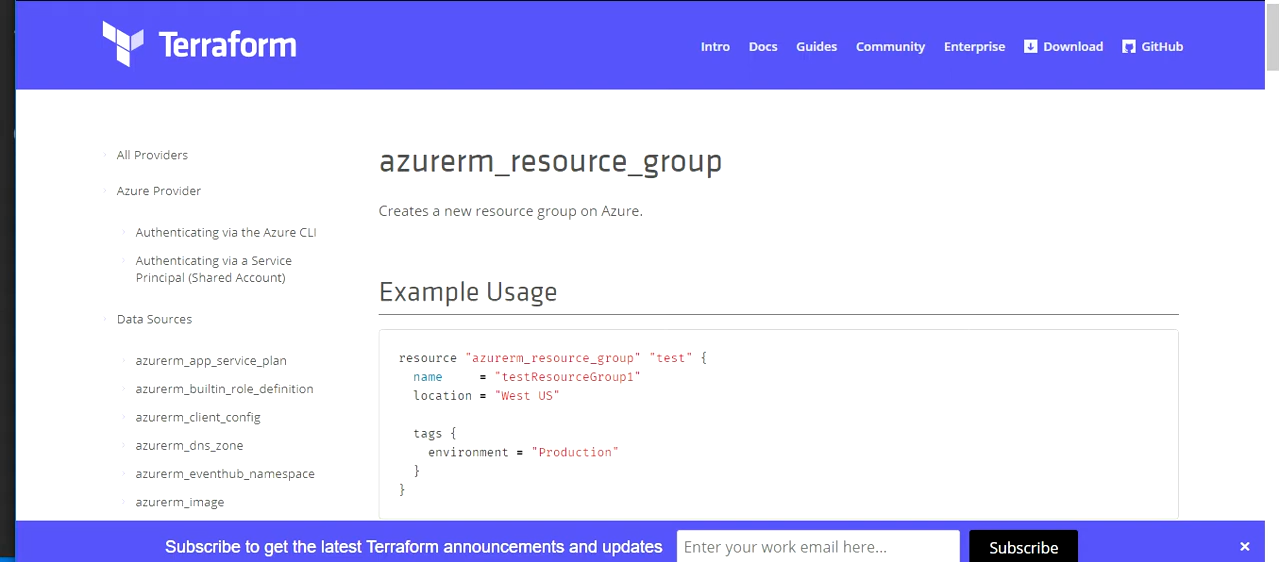 Terraform
Intro Docs Guides Community Enterprise Download GitHub
All Providers
Azure Provider
Authenticating via the Azure CLI
Authenticating via a Service
Principal (Shared Account)
Data Sources
azurerm_app_service_plan
azurerm_builtin_role_definition
azurerm_client_config
azurerm_dns_zone
azurerm_eventhub_namespace
azurerm_image
azurerm_resource_group
Creates a new resource group on Azure.
Example Usage
resource "azurerm_resource_group" "test" {
  name     = "testResourceGroup1"
  location = "West US"
  tags {
    environment = "Production"
  }
}
Subscribe to get the latest Terraform announcements and updates Enter your work email here... Subscribe ×